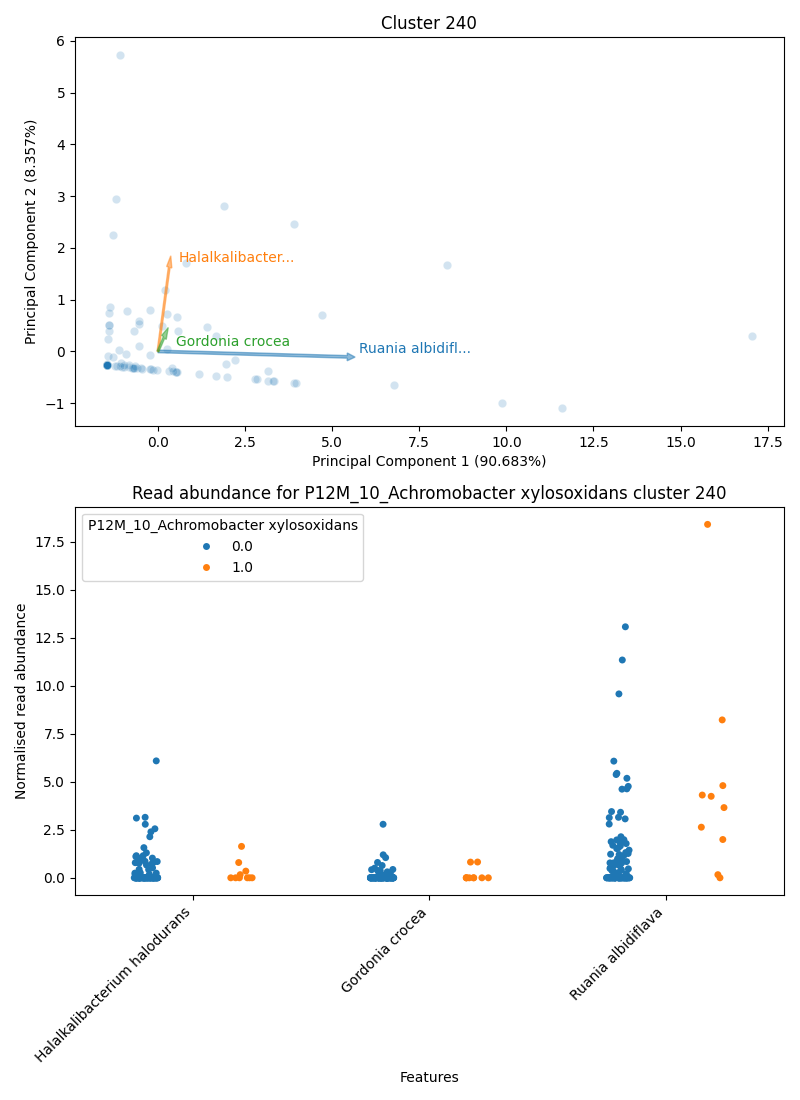 Cluster 240
Principal Component 2 (8.357%)
6
5
4
3
2
1
0
−1
Halalkalibacter...
Gordonia crocea
Ruania albidifl...
0.0 2.5 5.0 7.5 10.0 12.5 15.0 17.5
Principal Component 1 (90.683%)
Read abundance for P12M_10_Achromobacter xylosoxidans cluster 240
P12M_10_Achromobacter xylosoxidans
0.0
1.0
Normalised read abundance
17.5
15.0
12.5
10.0
7.5
5.0
2.5
0.0
Halalkalibacterium halodurans
Gordonia crocea
Ruania albidiflava
Features